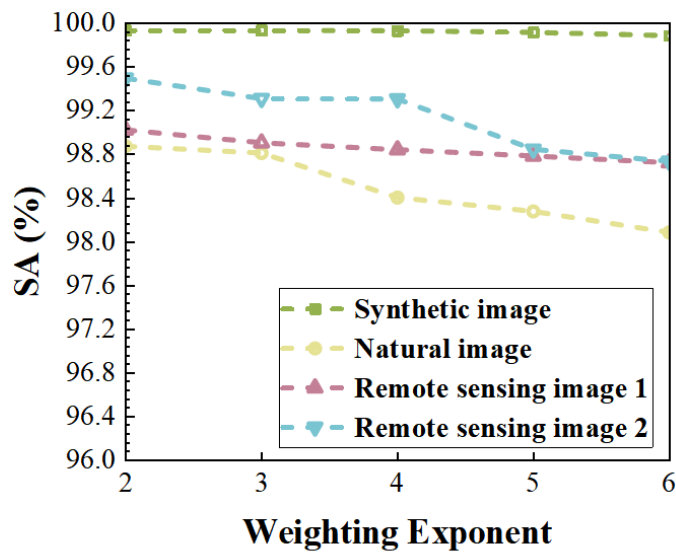 100.0
99.6
99.2
98.8
98.4
98.0
97.6
97.2
96.8
96.4
96.0
SA (%)
Synthetic image
Natural image
Remote sensing image 1
Remote sensing image 2
2 3 4 5 6
Weighting Exponent